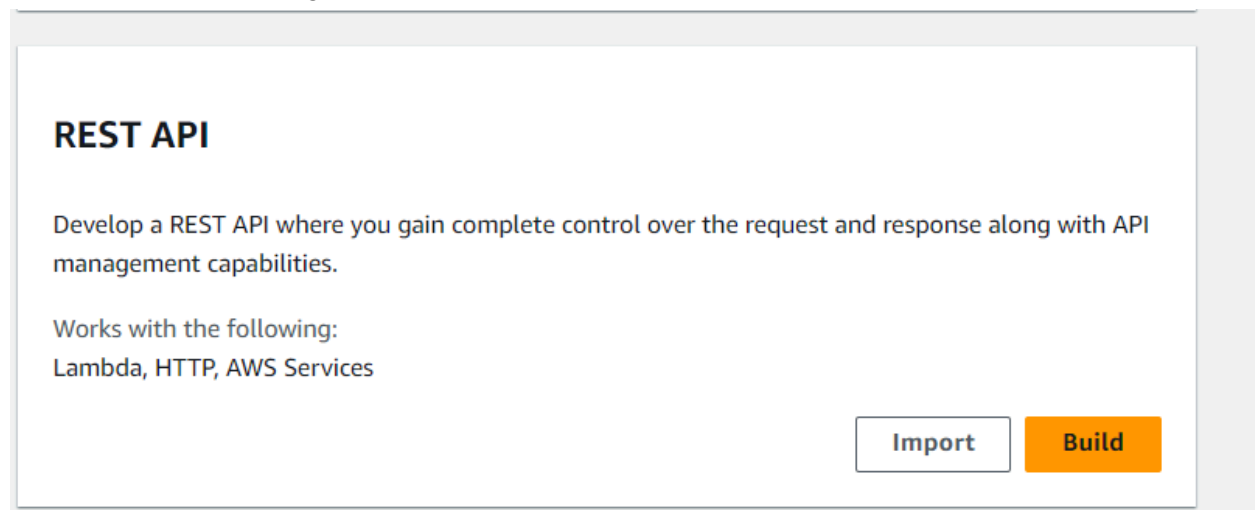 REST API
Develop a REST API where you gain complete control over the request and response along with API
management capabilities.
Works with the following:
Lambda, HTTP, AWS Services
Import
Build